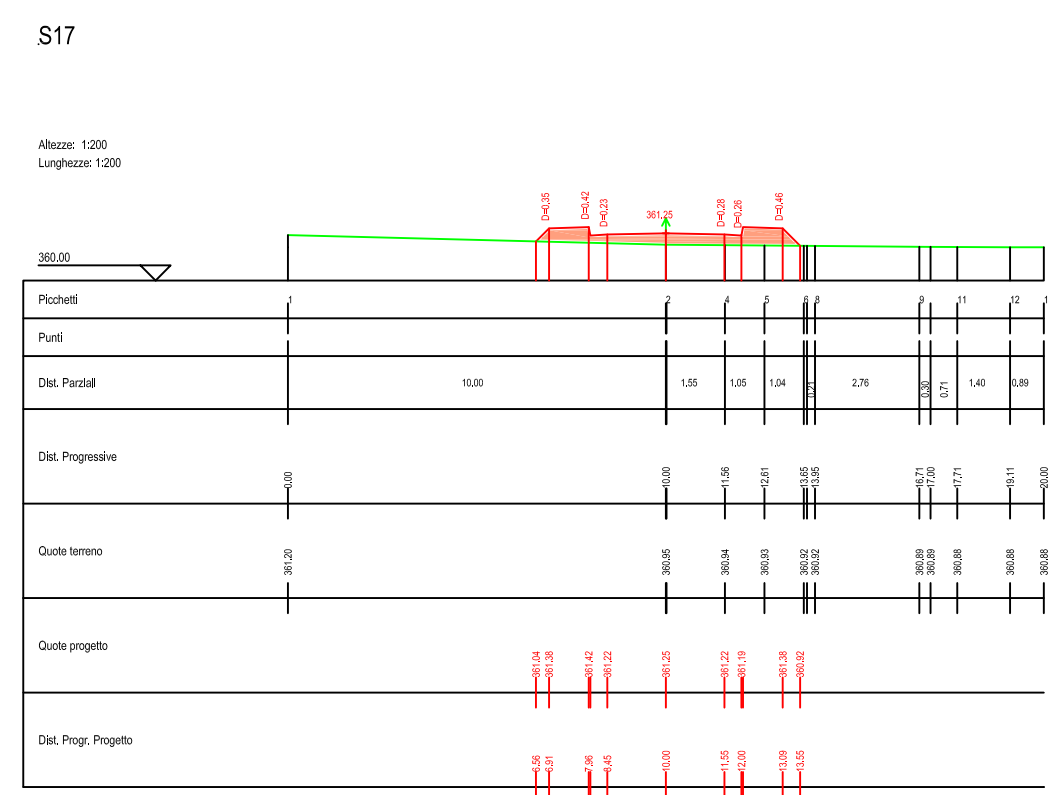 S17
Altezze: 1:200
Lunghezze: 1:200
D=0.35 D=0.42 D=0.23 361.25 D=0.28 D=0.26 D=0.46
360.00
Picchetti 1 2 4 5 6 8 9 11 12 1
Punti
Dist. Parziali 10.00 1.55 1.05 1.04 0.21 2.76 0.30 0.71 1.40 0.89
Dist. Progressive 0.00 10.00 11.56 12.61 13.65 13.95 16.71 17.00 17.71 19.11 20.00
Quote terreno 361.20 360.95 360.94 360.93 360.92 360.92 360.89 360.89 360.88 360.88 360.88
Quote progetto 361.04 361.38 361.42 361.22 361.25 361.22 361.19 361.38 360.92
Dist. Progr. Progetto 6.56 6.91 7.96 8.45 10.00 11.55 12.00 13.09 13.55